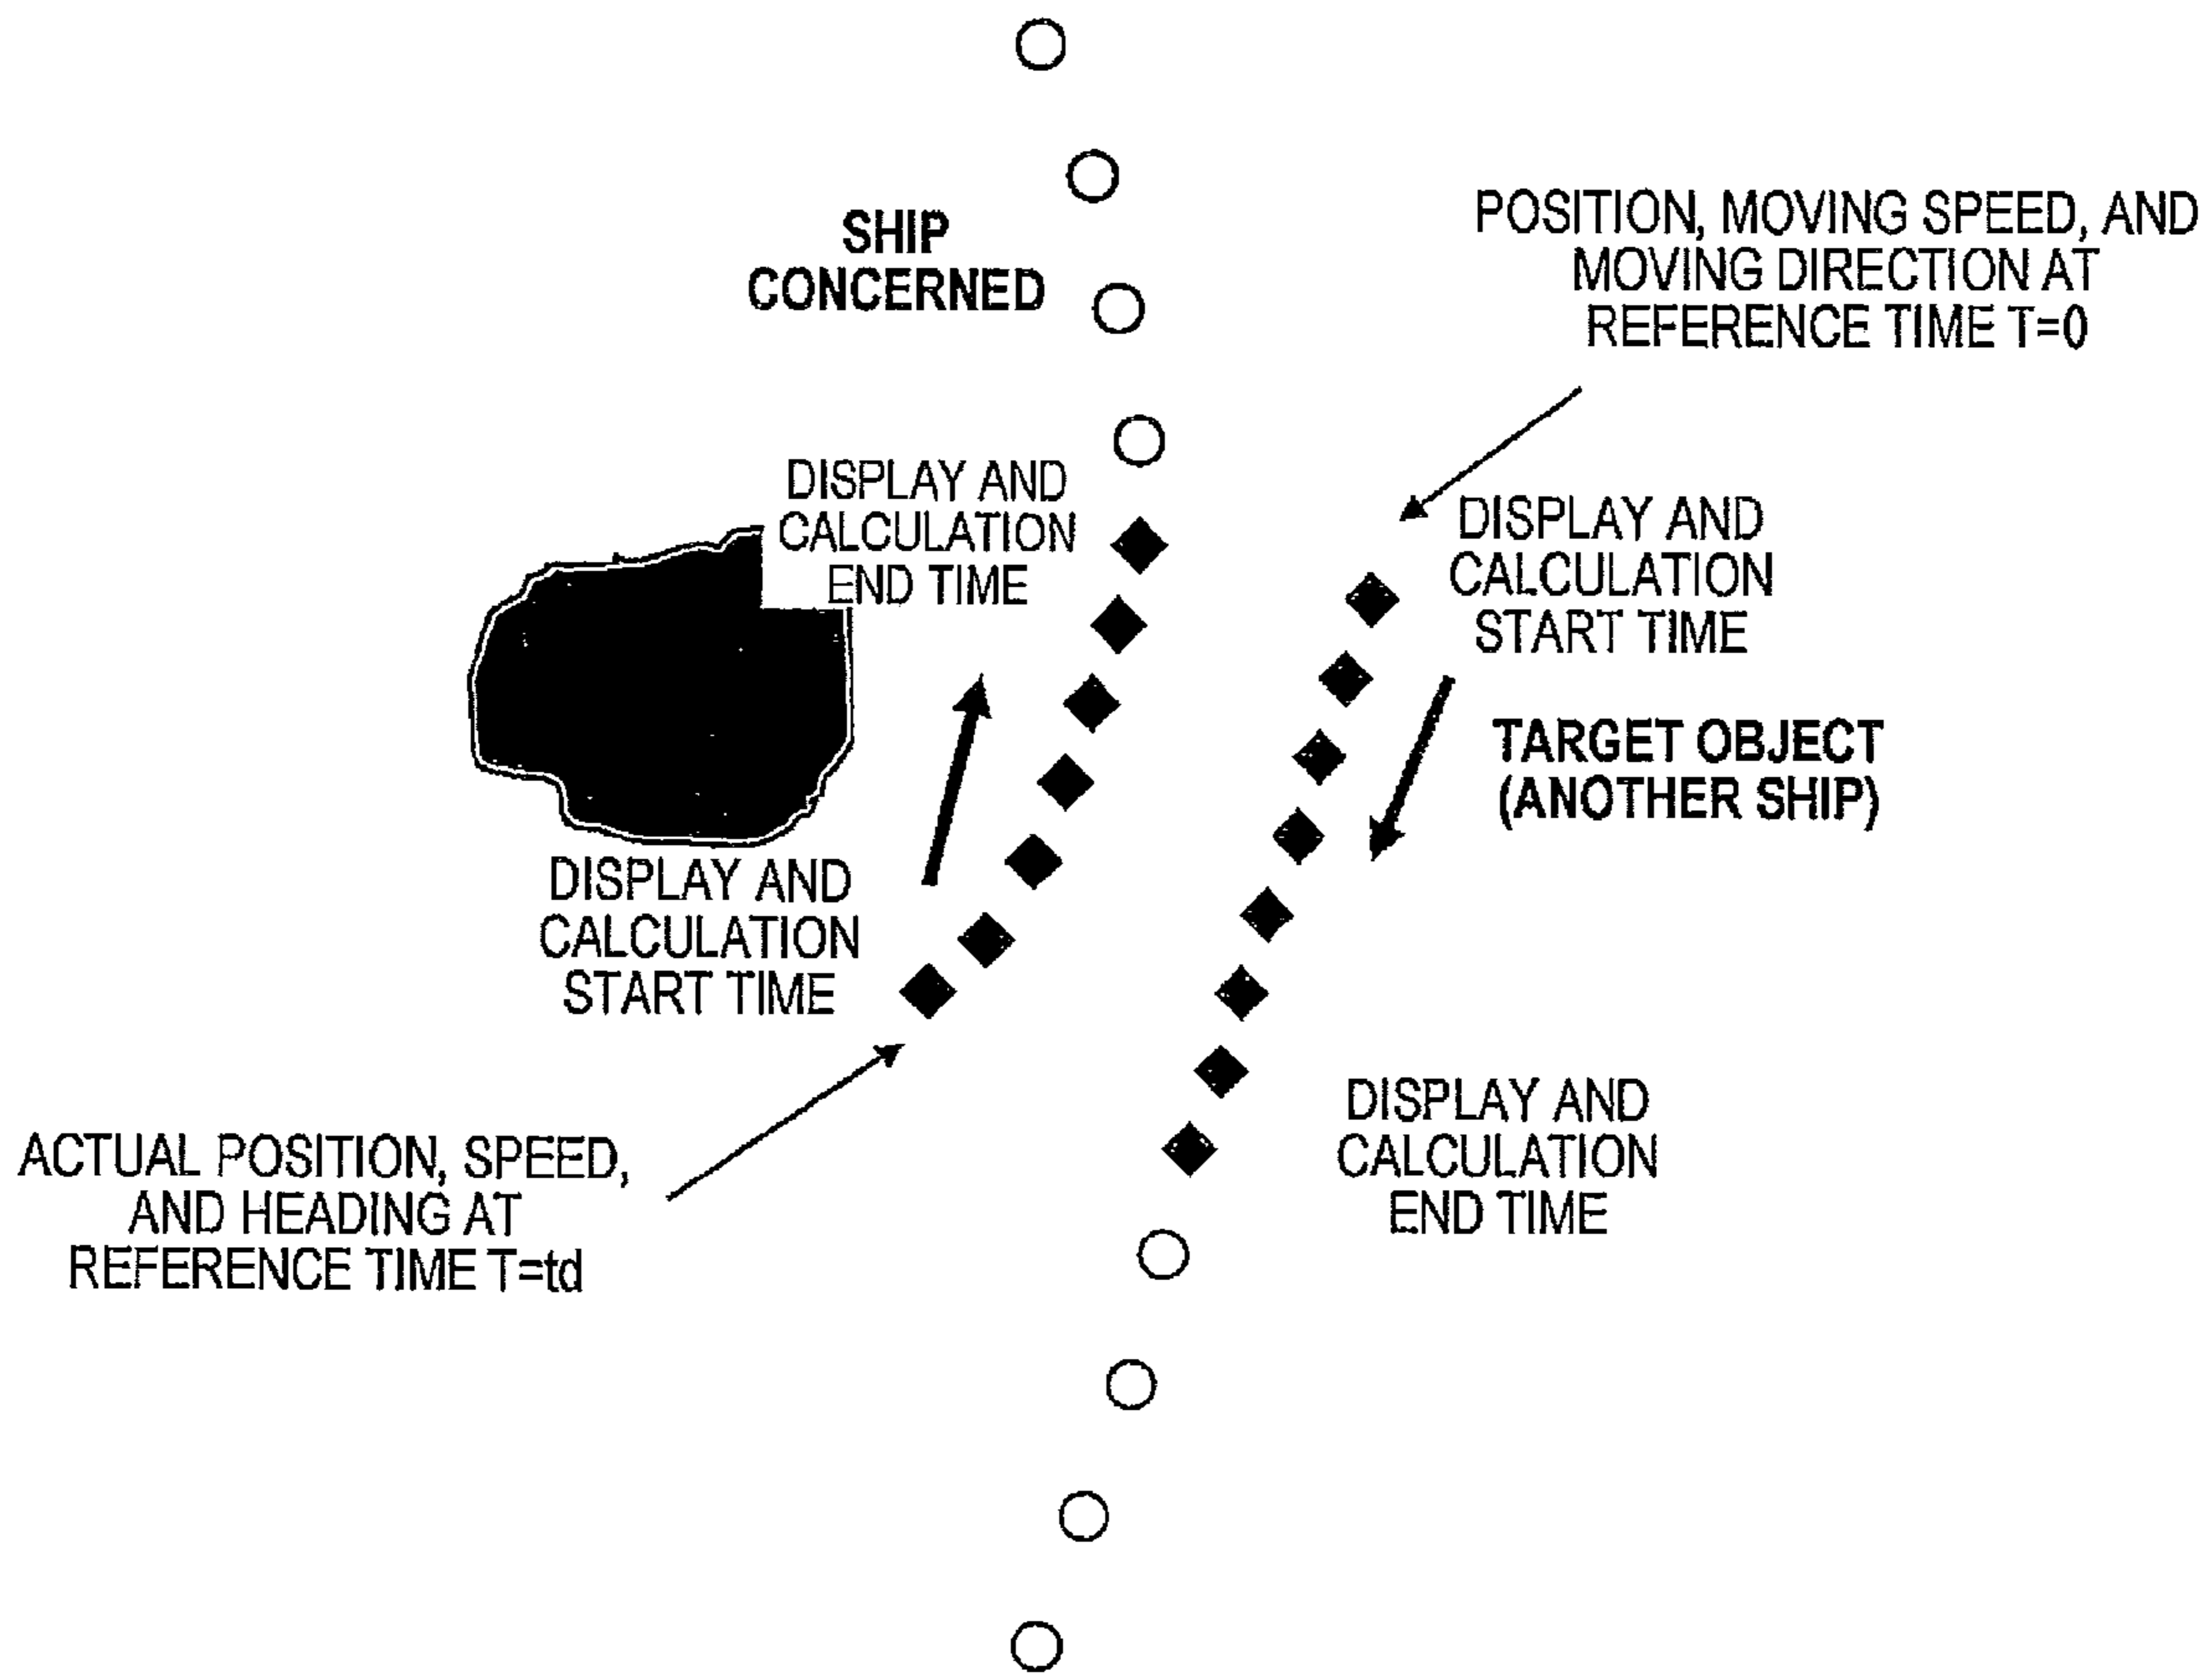 SHIP
CONCERNED
POSITION, MOVING SPEED, AND
MOVING DIRECTION AT
REFERENCE TIME T=0
DISPLAY AND
CALCULATION
END TIME
DISPLAY AND
CALCULATION
START TIME
TARGET OBJECT
(ANOTHER SHIP)
DISPLAY AND
CALCULATION
START TIME
ACTUAL POSITION, SPEED,
AND HEADING AT
REFERENCE TIME T=td
DISPLAY AND
CALCULATION
END TIME